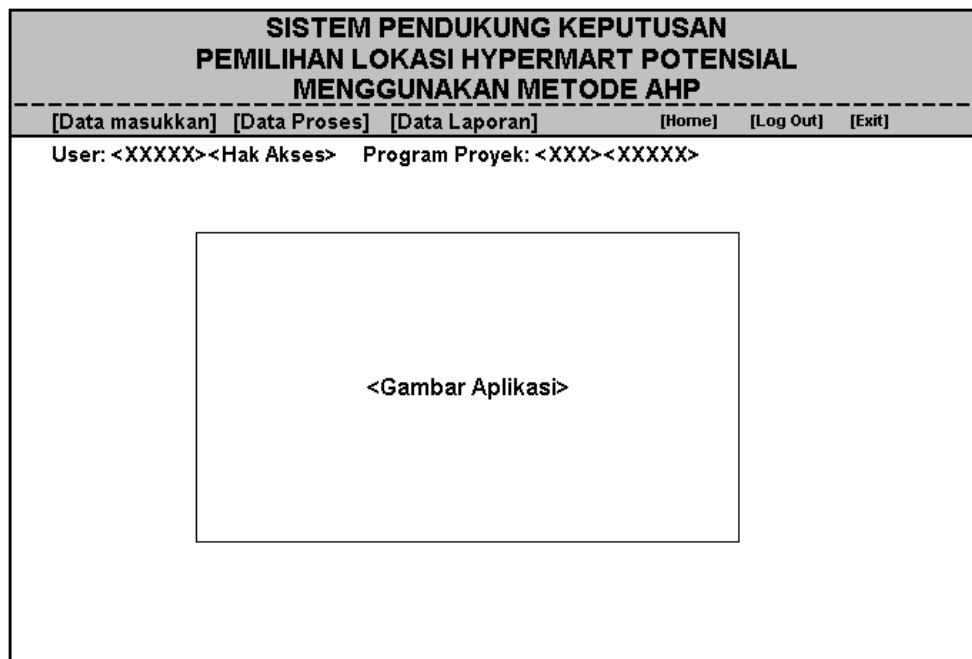 SISTEM PENDUKUNG KEPUTUSAN
PEMILIHAN LOKASI HYPERMART POTENSIAL
MENGGUNAKAN METODE AHP
[Data masukkan] [Data Proses] [Data Laporan] [Home] [Log Out] [Exit]
User: <XXXXX><Hak Akses> Program Proyek: <XXX><XXXXX>
<Gambar Aplikasi>